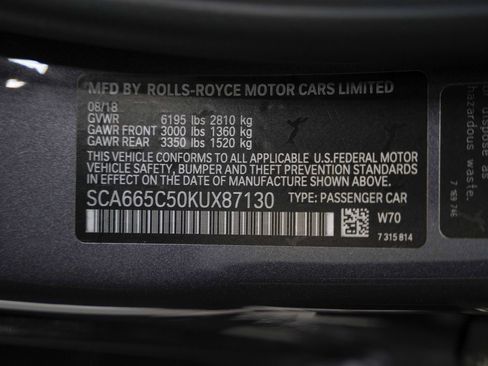 MFD BY ROLLS-ROYCE MOTOR CARS LIMITED
08/18
GVWR 6195 lbs 2810 kg
GAWR FRONT 3000 lbs 1360 kg
GAWR REAR 3350 lbs 1520 kg
THIS VEHICLE CONFORMS TO ALL APPLICABLE U.S.FEDERAL MOTOR
VEHICLE SAFETY, BUMPER AND THEFT PREVENTION STANDARDS
IN EFFECT ON THE DATE OF MANUFACTURE SHOWN ABOVE.
SCA665C50KUX87130 TYPE: PASSENGER CAR
W70
7 315 814
hazardous waste.
7 169 746